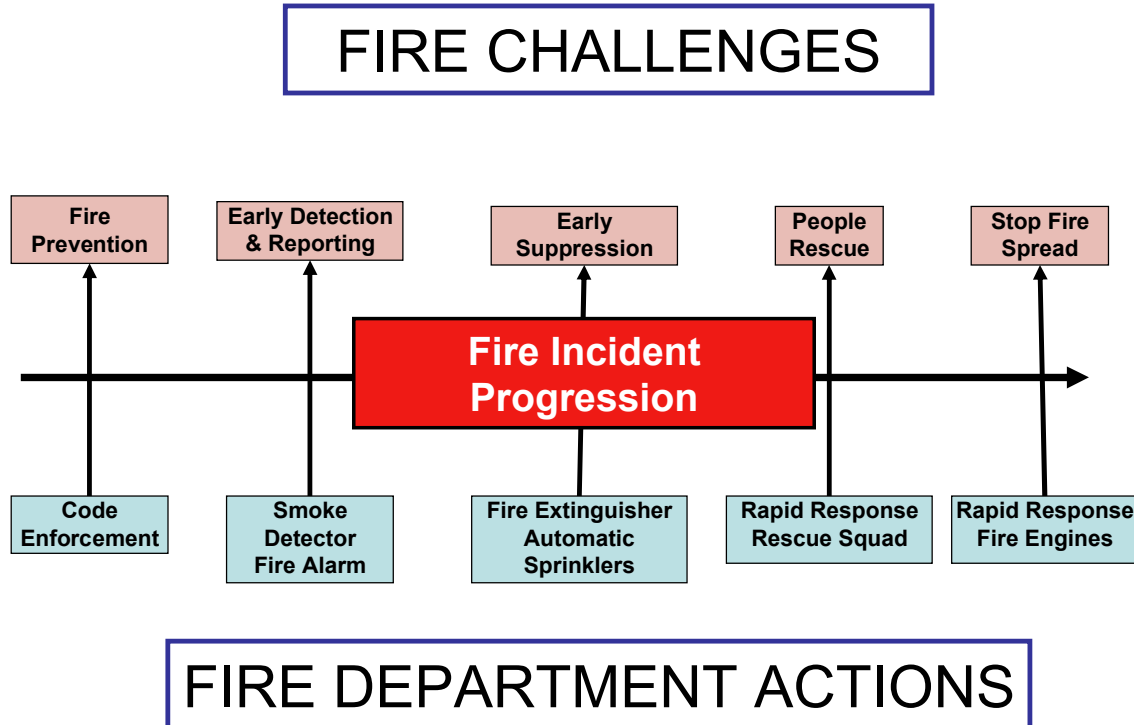 FIRE CHALLENGES
Fire
Prevention
Early Detection
& Reporting
Early
Suppression
People
Rescue
Stop Fire
Spread
Fire Incident
Progression
Code
Enforcement
Smoke
Detector
Fire Alarm
Fire Extinguisher
Automatic
Sprinklers
Rapid Response
Rescue Squad
Rapid Response
Fire Engines
FIRE DEPARTMENT ACTIONS